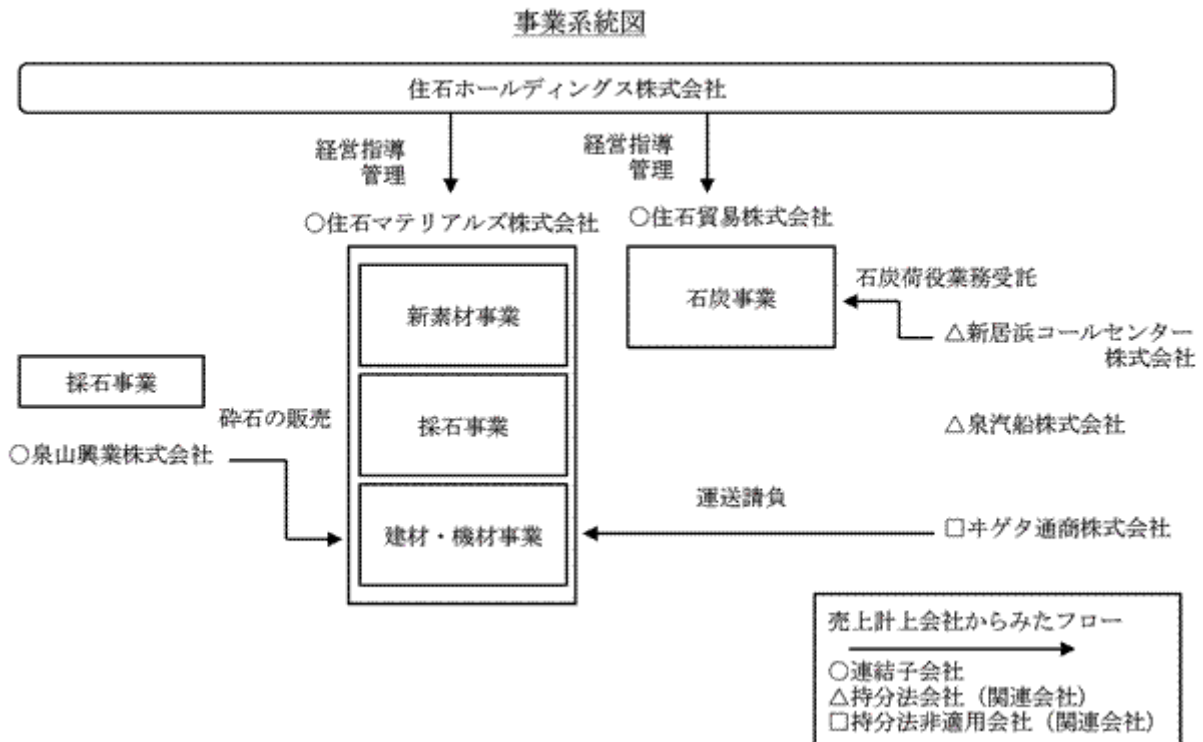 事業系統図
住石ホールディングス株式会社
経営指導
管理
経営指導
管理
○住石マテリアルズ株式会社
○住石貿易株式会社
新素材事業
石炭事業
石炭荷役業務受託
△新居浜コールセンター
株式会社
採石事業
砕石の販売
採石事業
△泉汽船株式会社
○泉山興業株式会社
運送請負
建材・機材事業
□ヰゲタ通商株式会社
売上計上会社からみたフロー
○連結子会社
△持分法会社（関連会社）
□持分法非適用会社（関連会社）